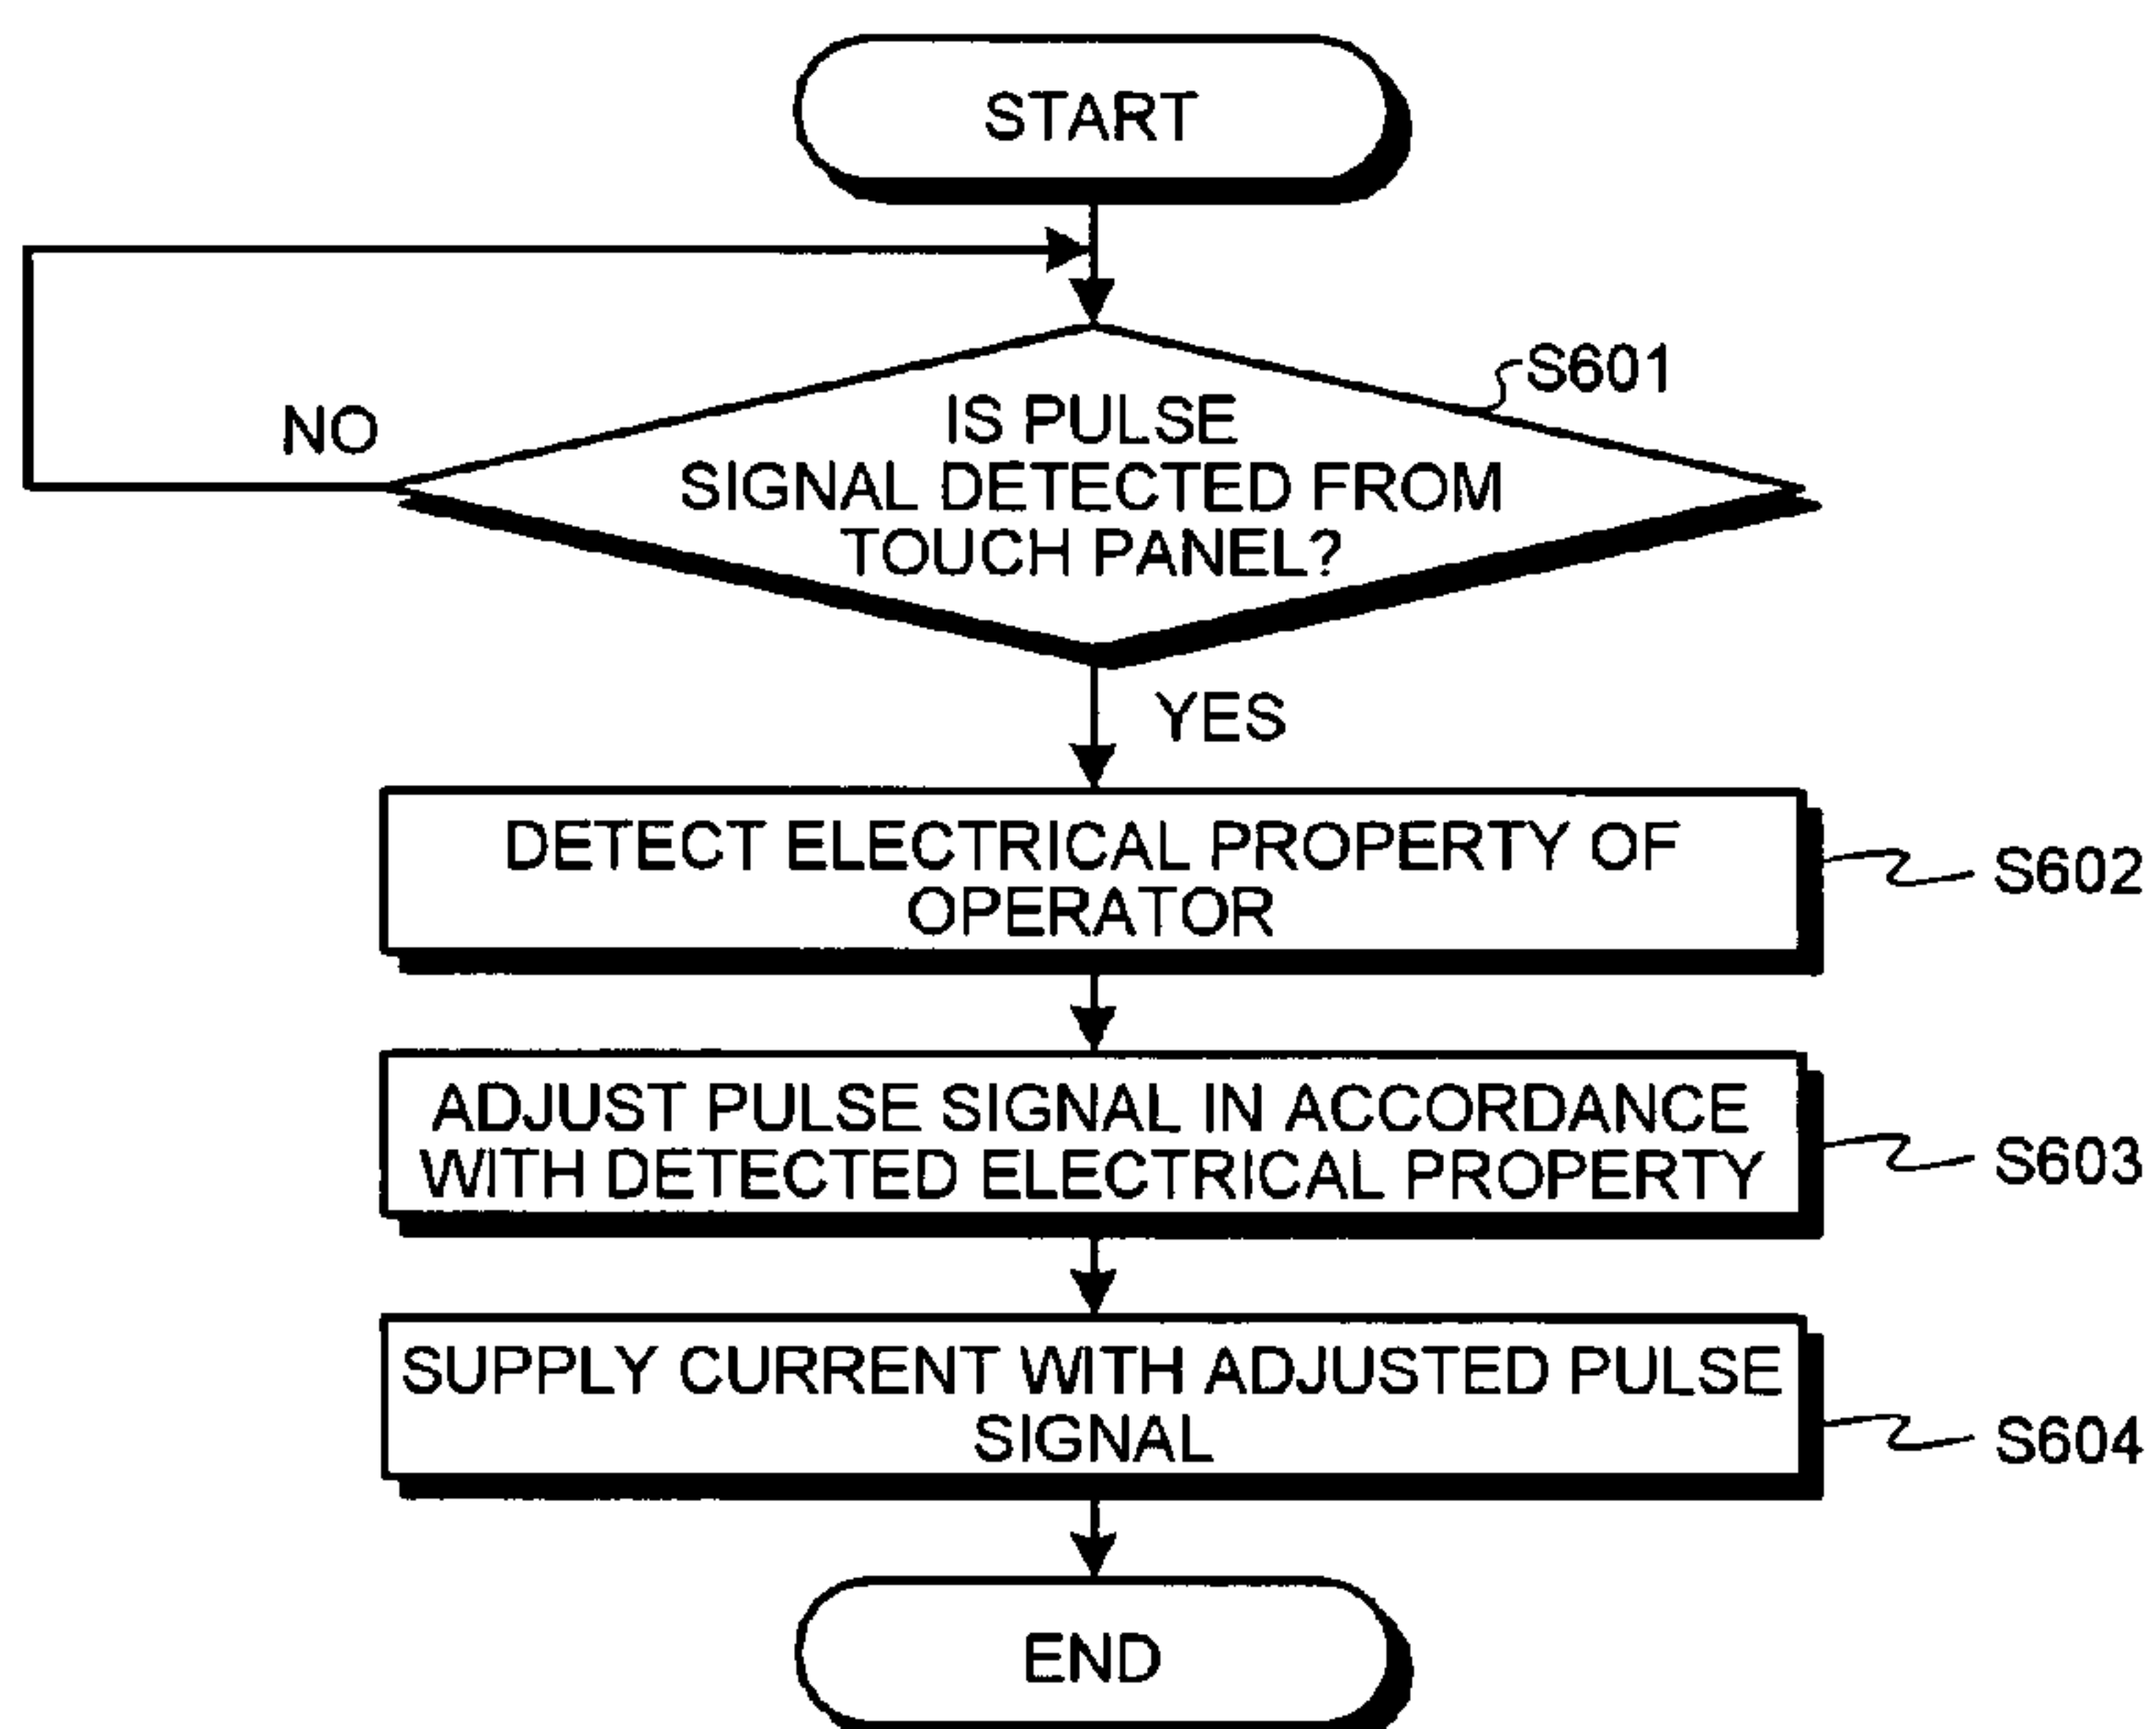 START
S601
NO
IS PULSE
SIGNAL DETECTED FROM
TOUCH PANEL?
YES
DETECT ELECTRICAL PROPERTY OF
OPERATOR
S602
ADJUST PULSE SIGNAL IN ACCORDANCE
WITH DETECTED ELECTRICAL PROPERTY
S603
SUPPLY CURRENT WITH ADJUSTED PULSE
SIGNAL
S604
END